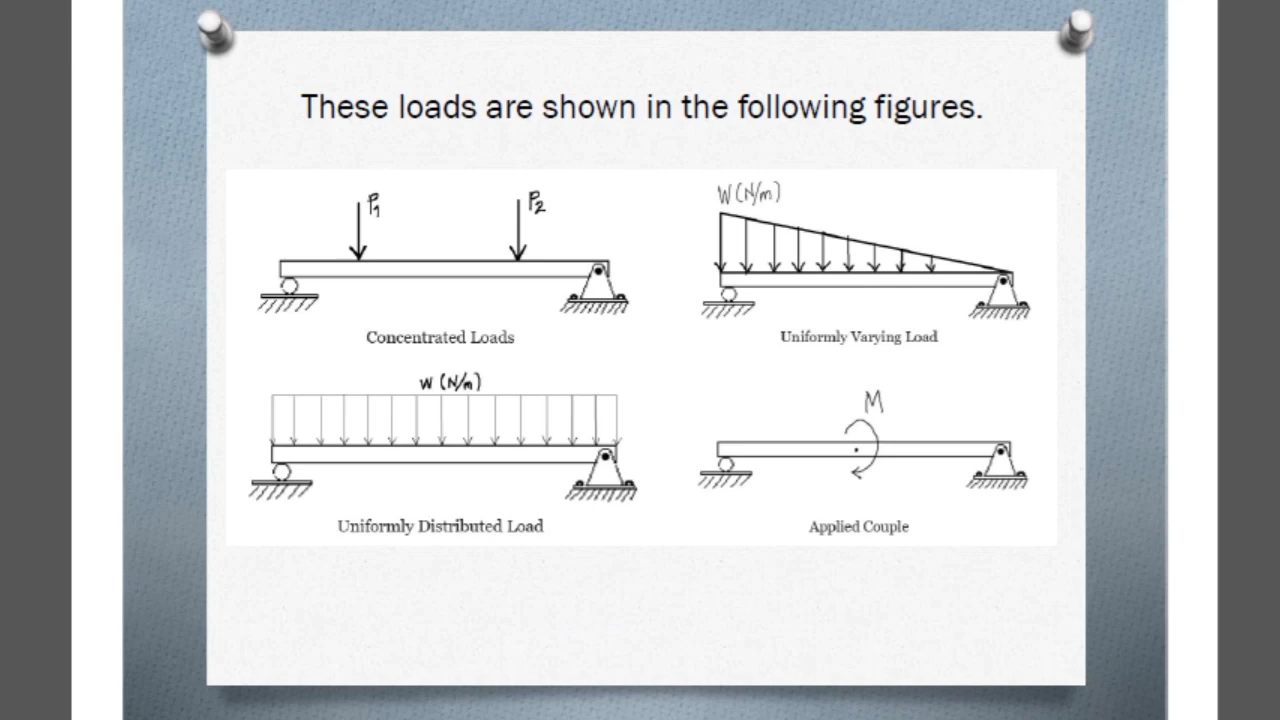 These loads are shown in the following figures.
P1
P2
Concentrated Loads
W (N/m)
Uniformly Varying Load
w (N/m)
Uniformly Distributed Load
M
Applied Couple